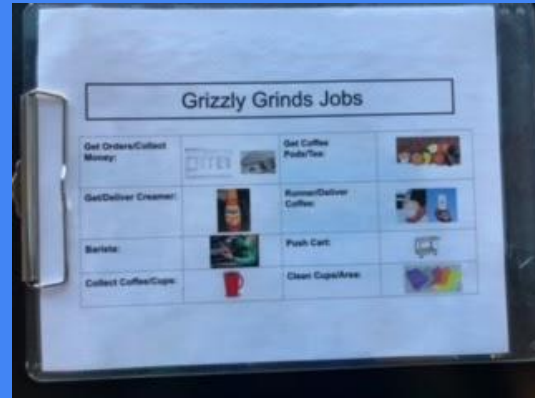 Grizzly Grinds Jobs
Get Orders/Collect
Money:
Get Coffee
Pods/Tea:
Get/Deliver Creamer:
Runner/Deliver
Coffee:
Barista:
Push Cart:
Collect Coffee/Cups:
Clean Cups/Area: